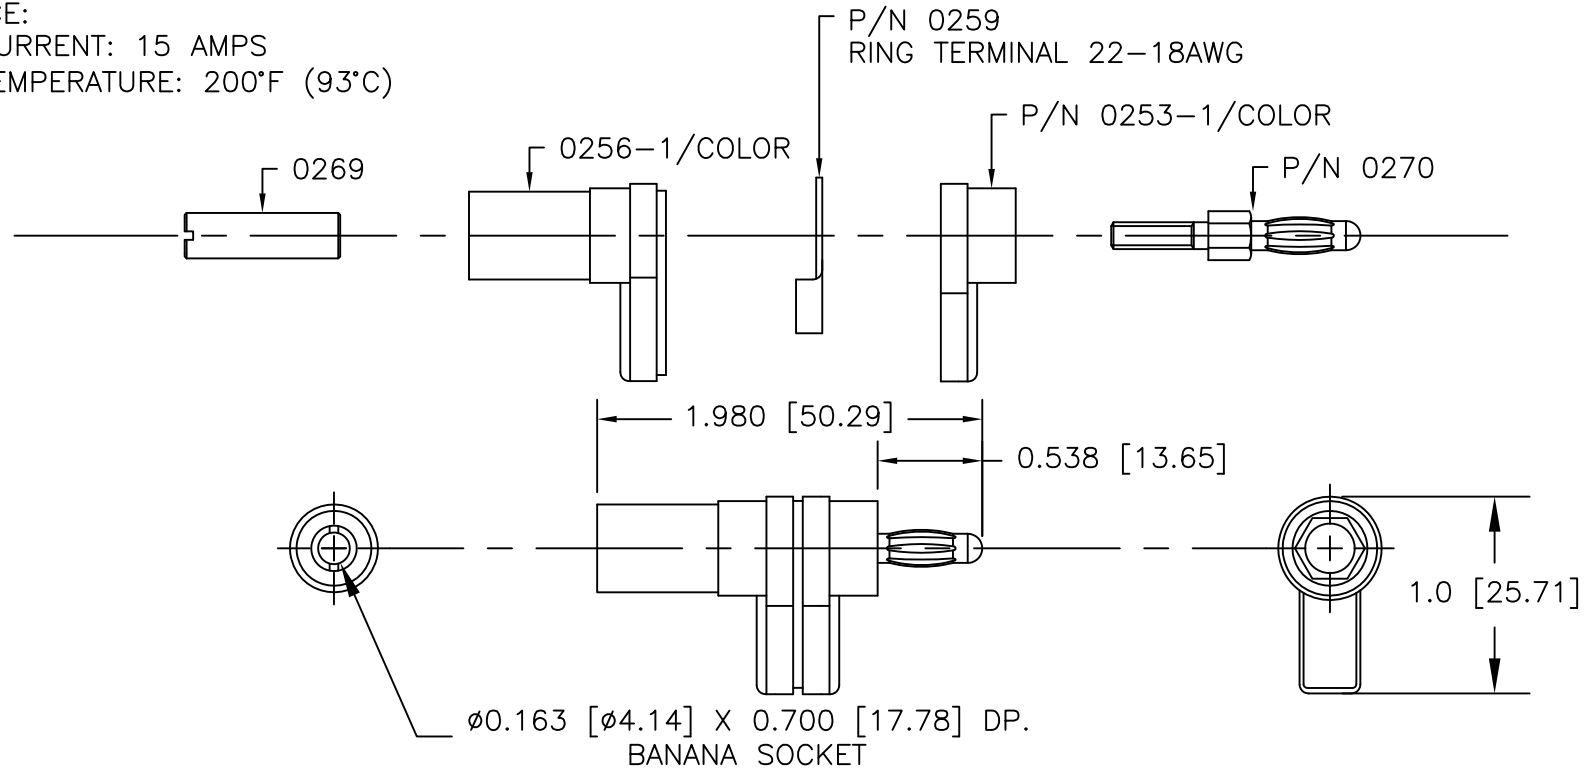 CE:
URRENT: 15 AMPS
EMPERATURE: 200°F (93°C)
P/N 0259
RING TERMINAL 22-18AWG
P/N 0253-1/COLOR
0256-1/COLOR
0269
P/N 0270
1.980 [50.29]
0.538 [13.65]
1.0 [25.71]
ø0.163 [ø4.14] X 0.700 [17.78] DP.
BANANA SOCKET